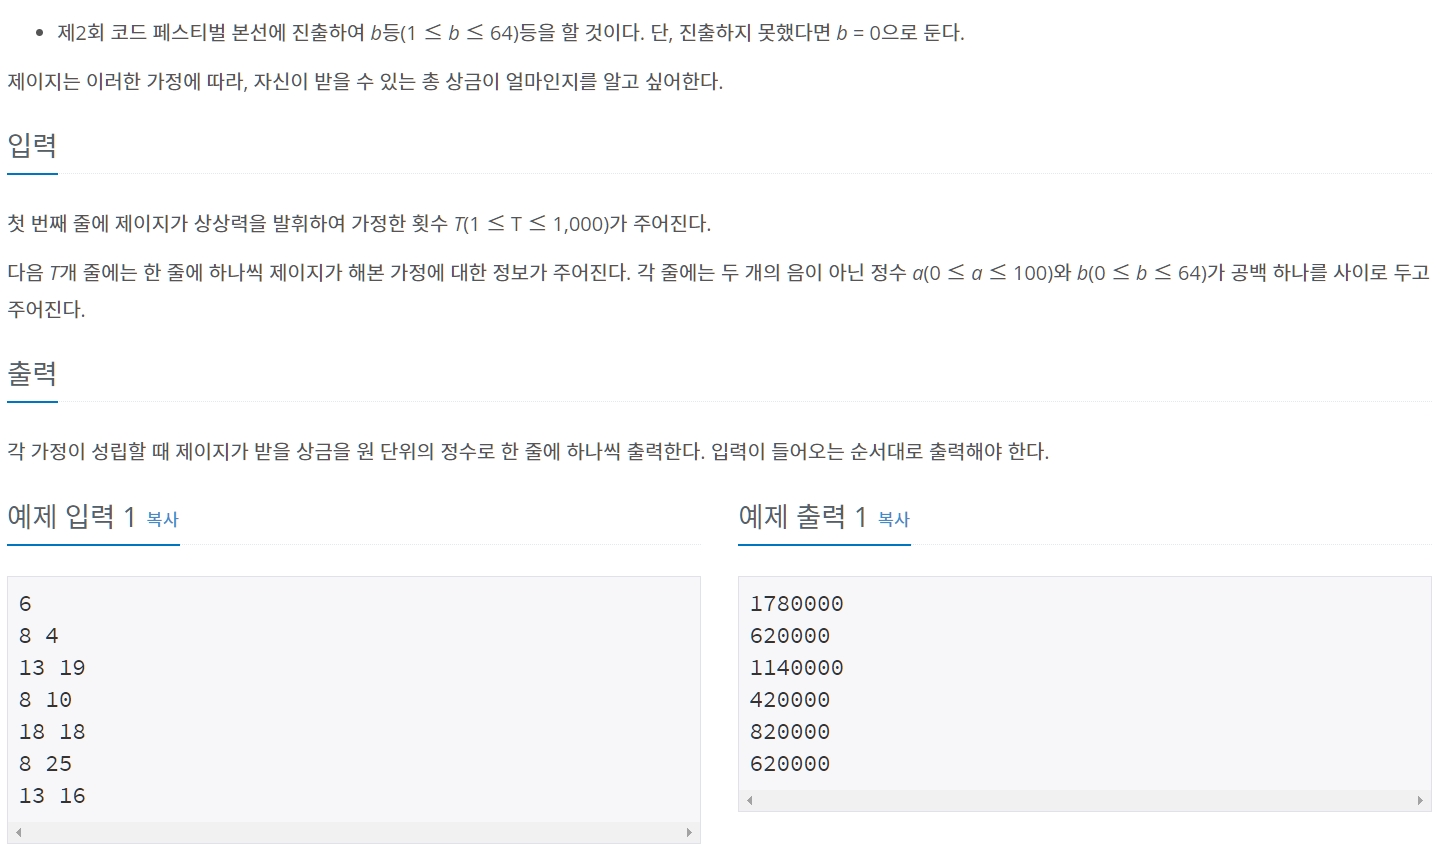 • 제2회 코드 페스티벌 본선에 진출하여 b등(1 ≤ b ≤ 64)등을 할 것이다. 단, 진출하지 못했다면 b = 0으로 둔다.
제이지는 이러한 가정에 따라, 자신이 받을 수 있는 총 상금이 얼마인지를 알고 싶어한다.
입력
첫 번째 줄에 제이지가 상상력을 발휘하여 가정한 횟수 T(1 ≤ T ≤ 1,000)가 주어진다.
다음 T개 줄에는 한 줄에 하나씩 제이지가 해본 가정에 대한 정보가 주어진다. 각 줄에는 두 개의 음이 아닌 정수 a(0 ≤ a ≤ 100)와 b(0 ≤ b ≤ 64)가 공백 하나를 사이로 두고
주어진다.
출력
각 가정이 성립할 때 제이지가 받을 상금을 원 단위의 정수로 한 줄에 하나씩 출력한다. 입력이 들어오는 순서대로 출력해야 한다.
예제 입력 1 복사
6
8 4
13 19
8 10
18 18
8 25
13 16
예제 출력 1 복사
1780000
620000
1140000
420000
820000
620000